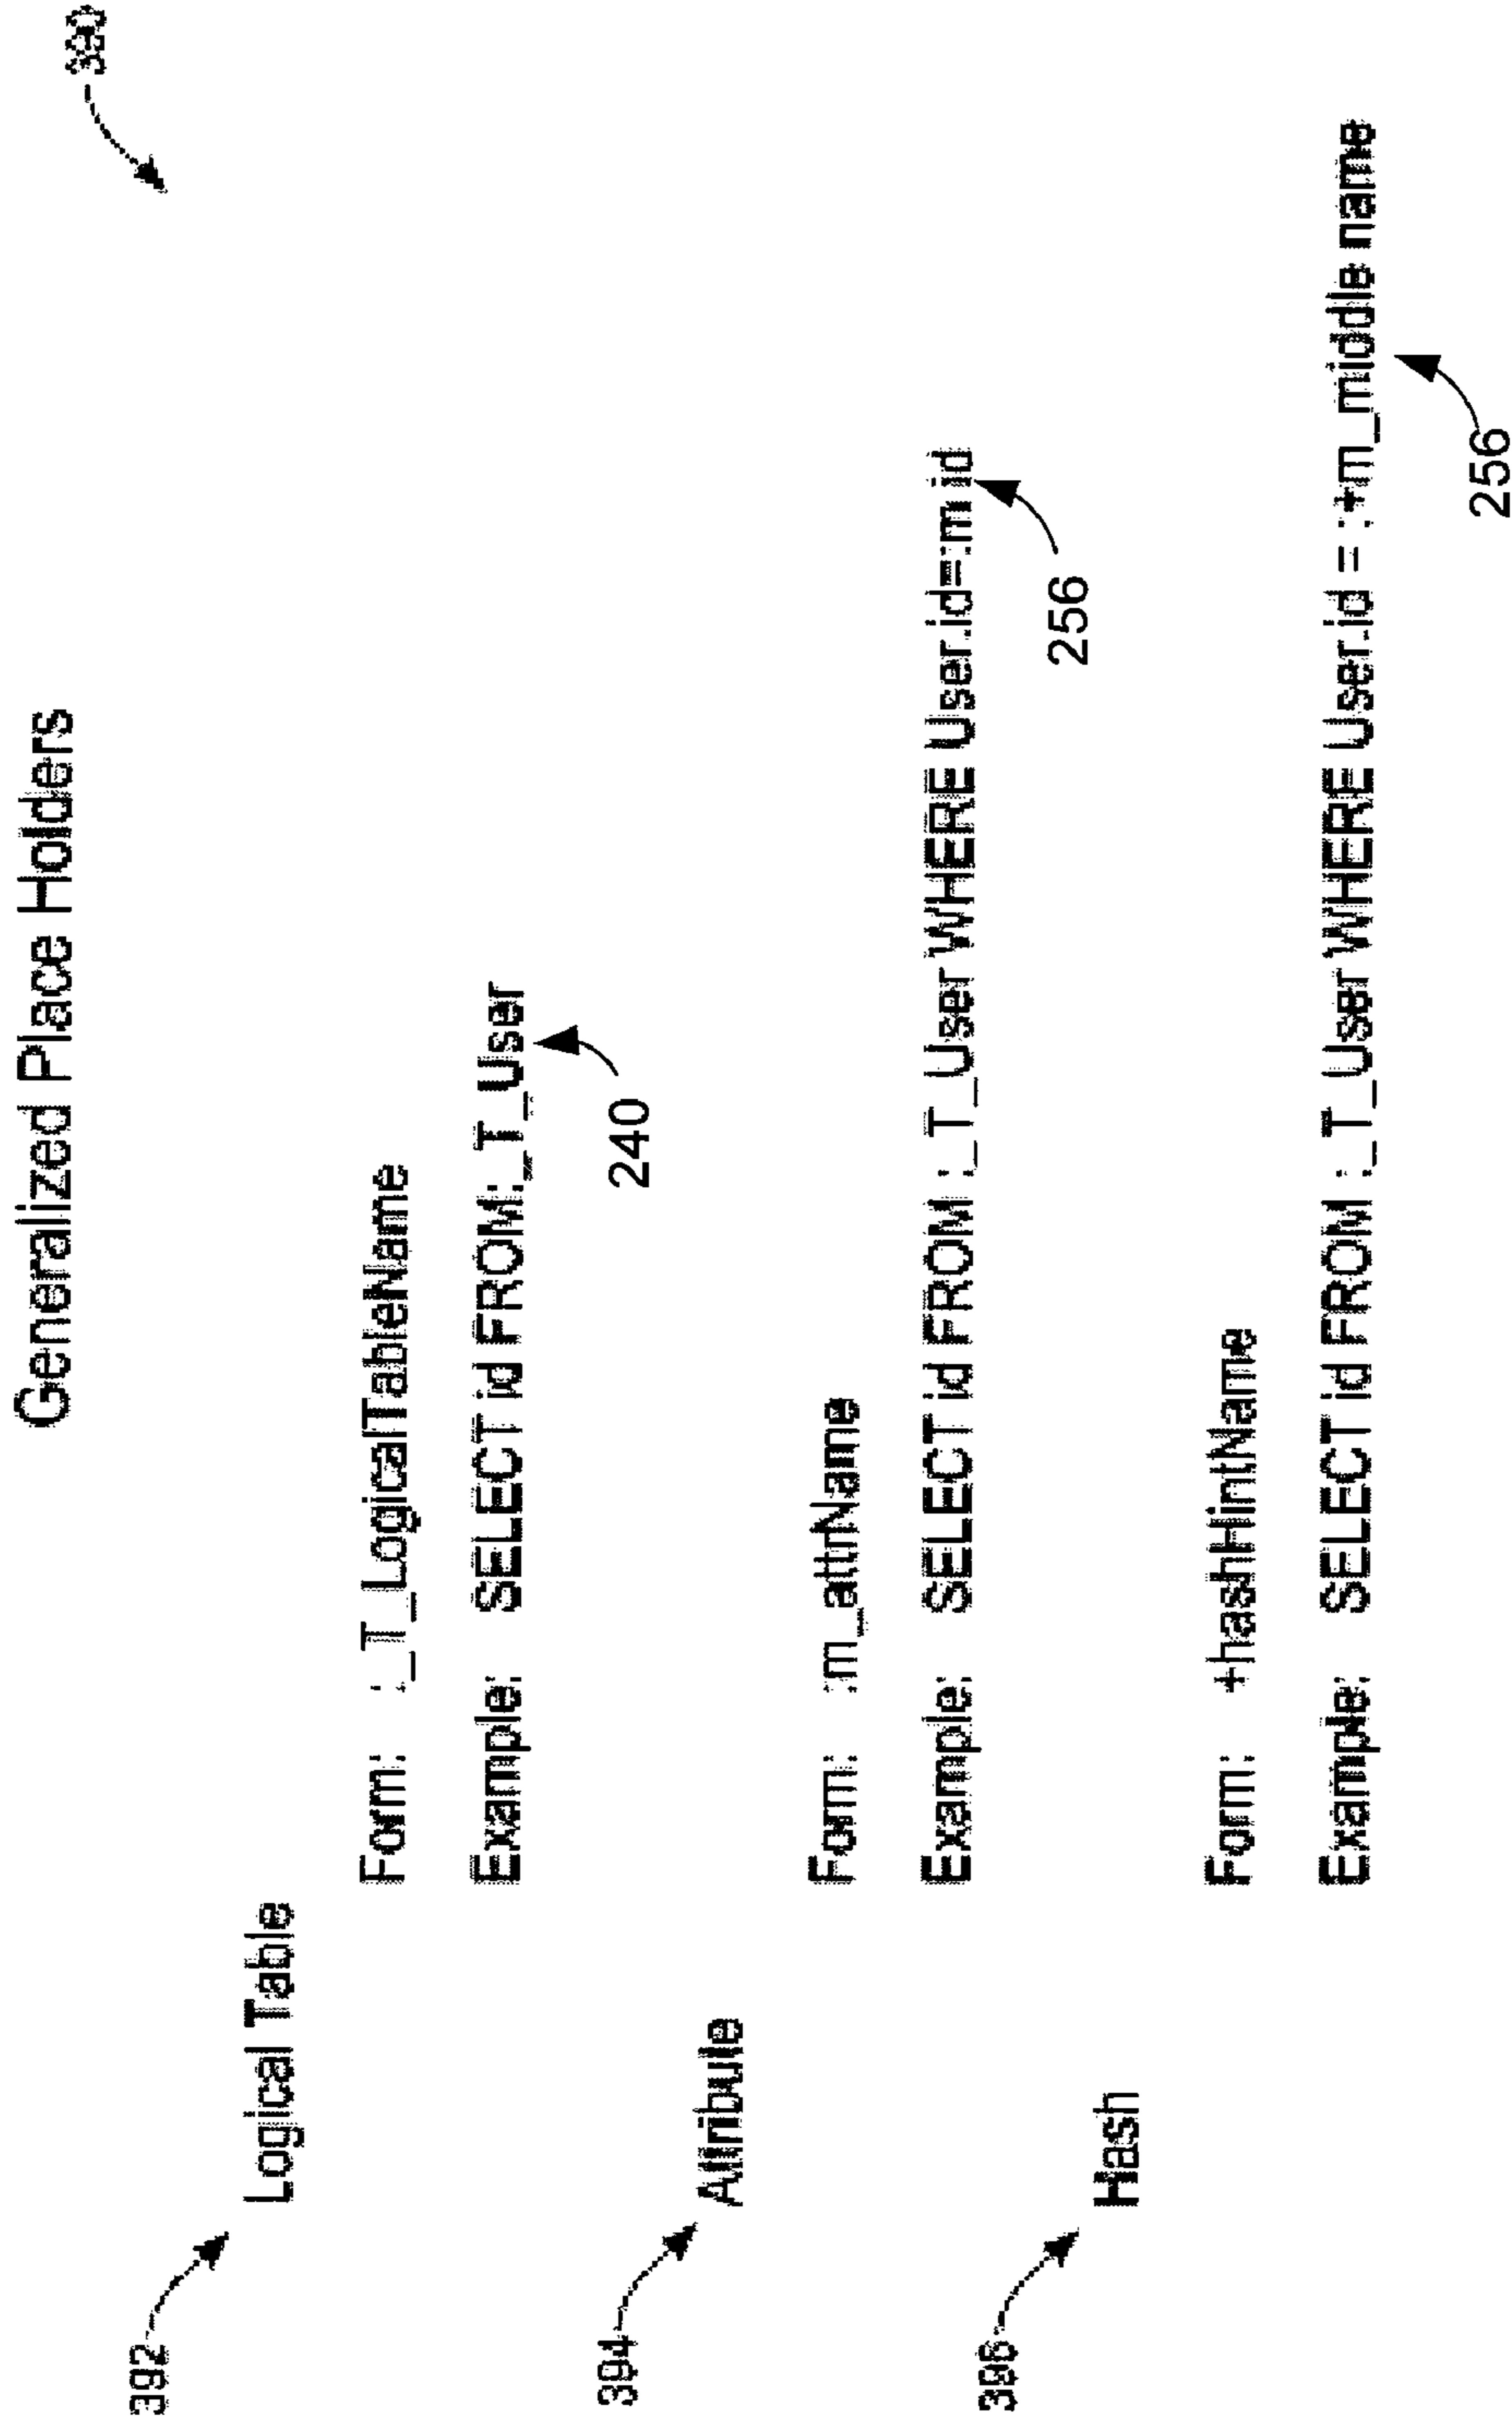 Generalized Place Holders
390
392
Logical Table
Form: :_T_LogicalTableName
Example: SELECT id FROM:_T_User
240
394
Attribute
Form: :m_attrName
Example: SELECT id FROM :_T_User WHERE User.id=:m id
256
396
Hash
Form: +hashHintName
Example: SELECT id FROM :_T_User WHERE User.id = :+m_middle name
256